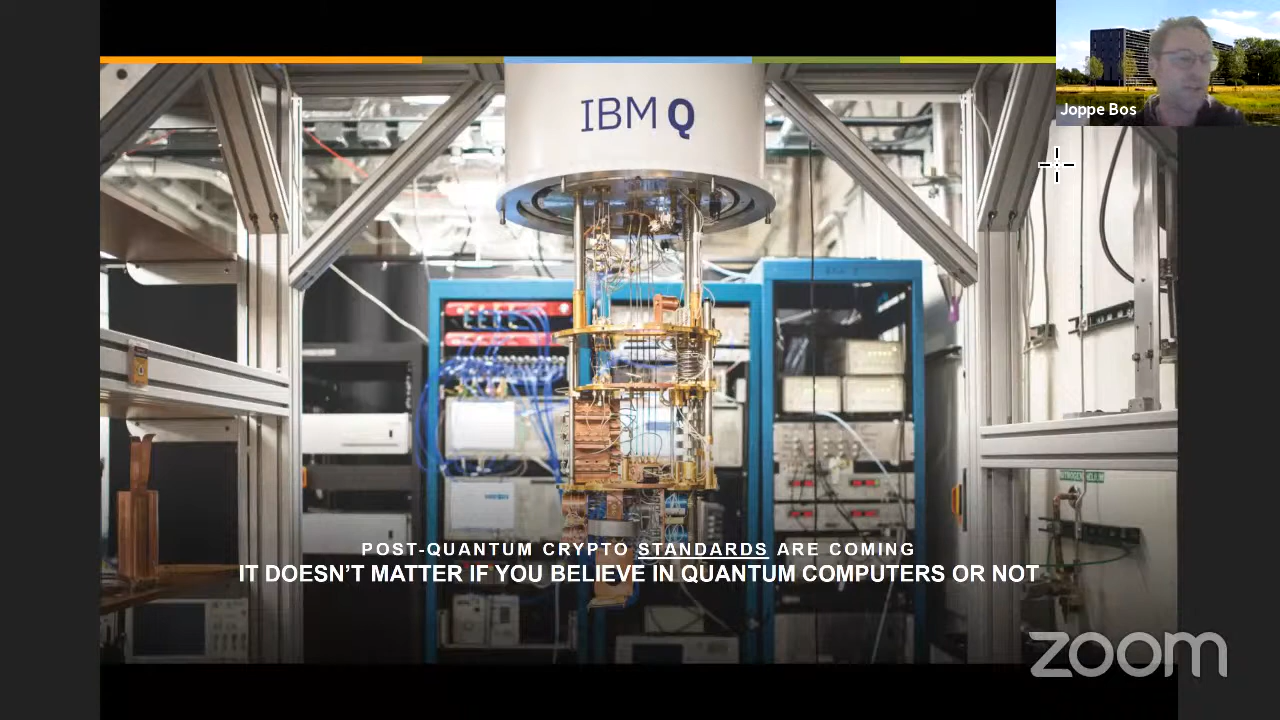 IBM Q
Joppe Bos
POST-QUANTUM CRYPTO STANDARDS ARE COMING
IT DOESN'T MATTER IF YOU BELIEVE IN QUANTUM COMPUTERS OR NOT
zoom